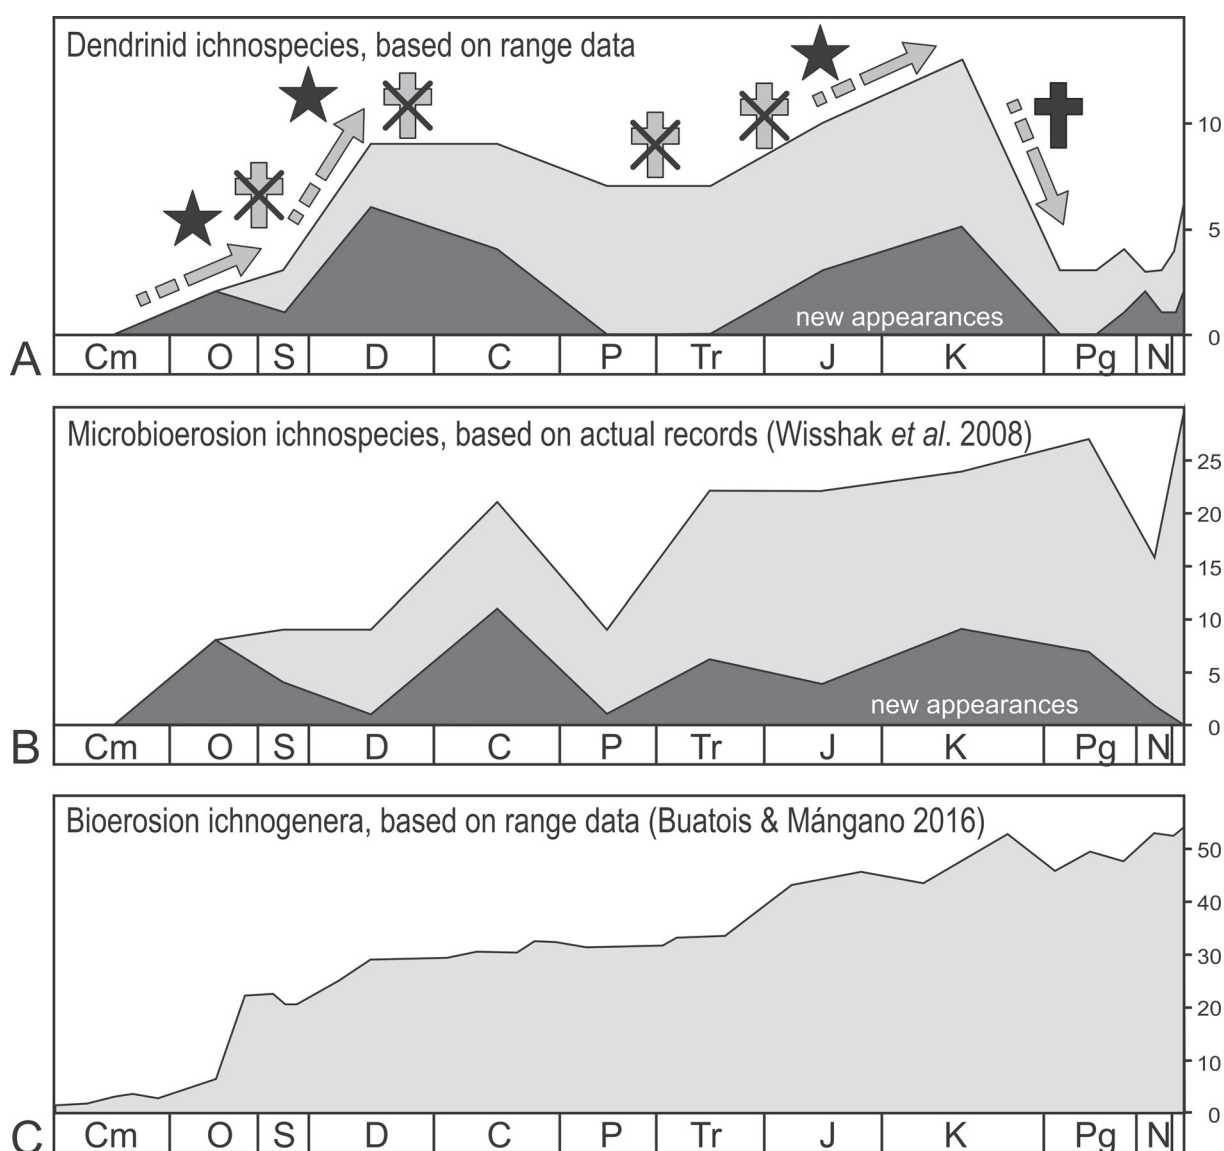 Dendrinid ichnospecies, based on range data
10
5
new appearances
0
A
Cm O S D C P Tr J K Pg N
Microbioerosion ichnospecies, based on actual records (Wisshak et al. 2008)
25
20
15
10
5
new appearances
0
B
Cm O S D C P Tr J K Pg N
Bioerosion ichnogenera, based on range data (Buatois & Mángano 2016)
50
40
30
20
10
0
C
Cm O S D C P Tr J K Pg N